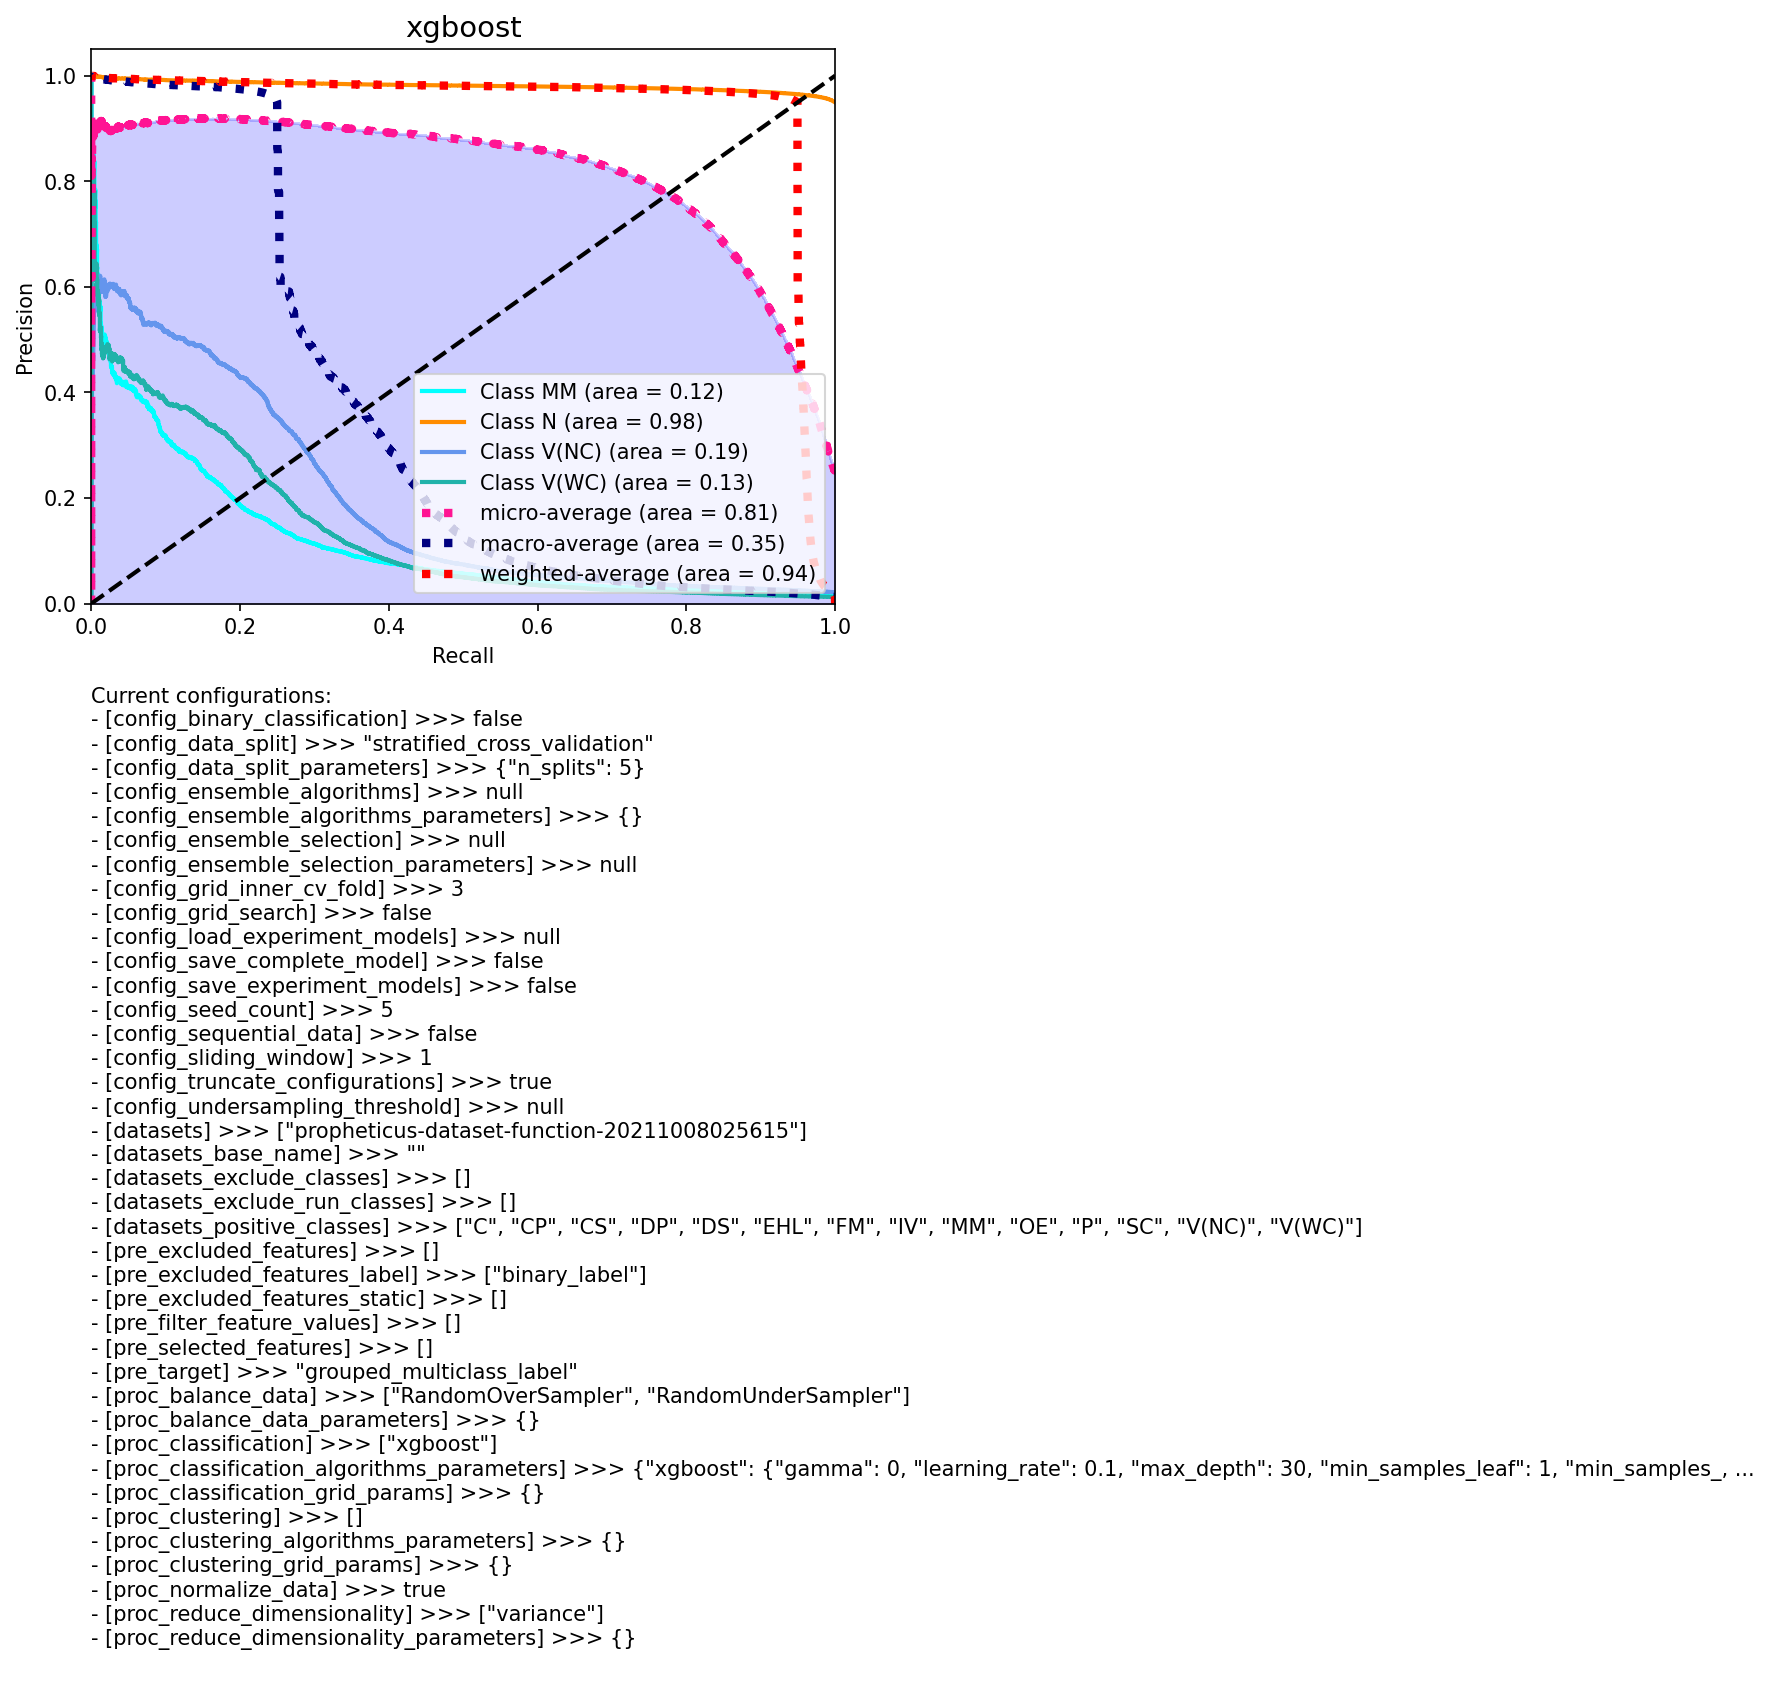 xgboost
1.0
0.8
0.6
0.4
0.2
0.0
Precision
Class MM (area = 0.12)
Class N (area = 0.98)
Class V(NC) (area = 0.19)
Class V(WC) (area = 0.13)
micro-average (area = 0.81)
macro-average (area = 0.35)
weighted-average (area = 0.94)
0.0 0.2 0.4 0.6 0.8 1.0
Recall
Current configurations:
- [config_binary_classification] >>> false
- [config_data_split] >>> "stratified_cross_validation"
- [config_data_split_parameters] >>> {"n_splits": 5}
- [config_ensemble_algorithms] >>> null
- [config_ensemble_algorithms_parameters] >>> {}
- [config_ensemble_selection] >>> null
- [config_ensemble_selection_parameters] >>> null
- [config_grid_inner_cv_fold] >>> 3
- [config_grid_search] >>> false
- [config_load_experiment_models] >>> null
- [config_save_complete_model] >>> false
- [config_save_experiment_models] >>> false
- [config_seed_count] >>> 5
- [config_sequential_data] >>> false
- [config_sliding_window] >>> 1
- [config_truncate_configurations] >>> true
- [config_undersampling_threshold] >>> null
- [datasets] >>> ["propheticus-dataset-function-20211008025615"]
- [datasets_base_name] >>> ""
- [datasets_exclude_classes] >>> []
- [datasets_exclude_run_classes] >>> []
- [datasets_positive_classes] >>> ["C", "CP", "CS", "DP", "DS", "EHL", "FM", "IV", "MM", "OE", "P", "SC", "V(NC)", "V(WC)"]
- [pre_excluded_features] >>> []
- [pre_excluded_features_label] >>> ["binary_label"]
- [pre_excluded_features_static] >>> []
- [pre_filter_feature_values] >>> []
- [pre_selected_features] >>> []
- [pre_target] >>> "grouped_multiclass_label"
- [proc_balance_data] >>> ["RandomOverSampler", "RandomUnderSampler"]
- [proc_balance_data_parameters] >>> {}
- [proc_classification] >>> ["xgboost"]
- [proc_classification_algorithms_parameters] >>> {"xgboost": {"gamma": 0, "learning_rate": 0.1, "max_depth": 30, "min_samples_leaf": 1, "min_samples_, ...
- [proc_classification_grid_params] >>> {}
- [proc_clustering] >>> []
- [proc_clustering_algorithms_parameters] >>> {}
- [proc_clustering_grid_params] >>> {}
- [proc_normalize_data] >>> true
- [proc_reduce_dimensionality] >>> ["variance"]
- [proc_reduce_dimensionality_parameters] >>> {}